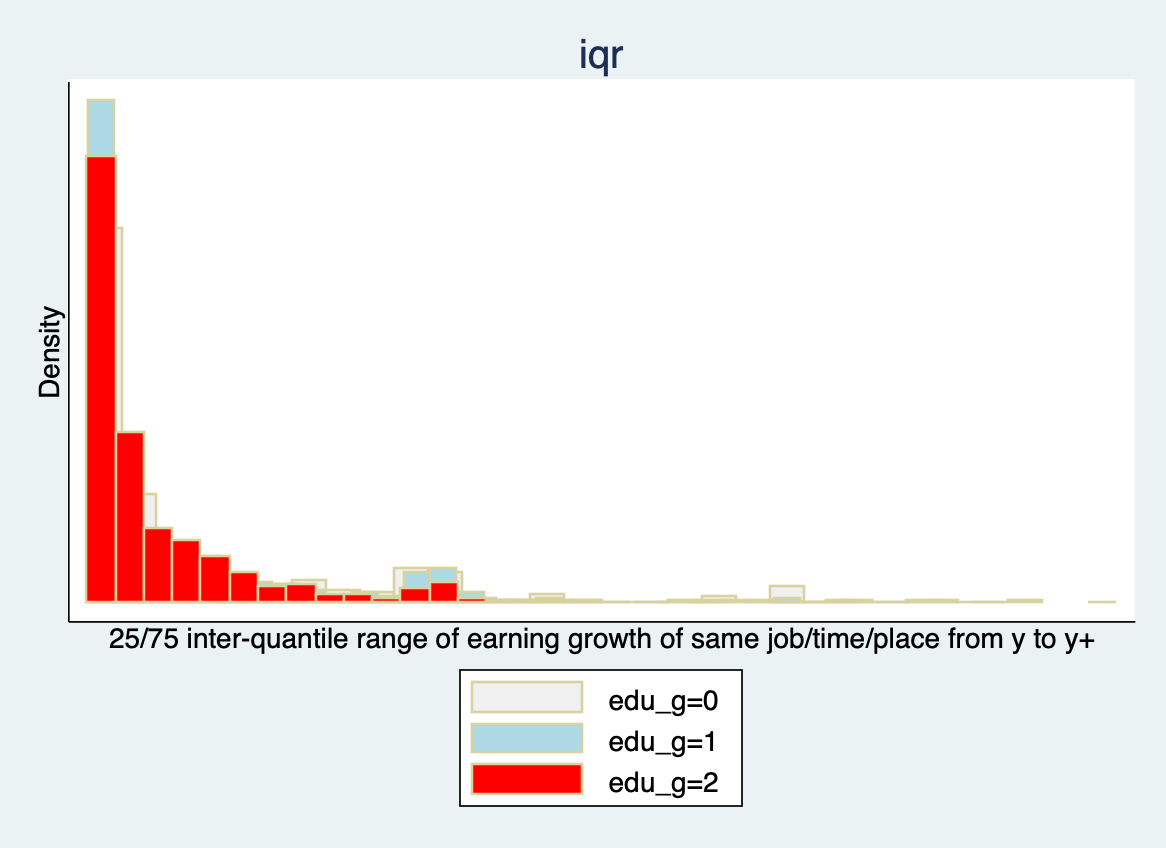 iqr
Density
25/75 inter-quantile range of earning growth of same job/time/place from y to y+
edu_g=0
edu_g=1
edu_g=2